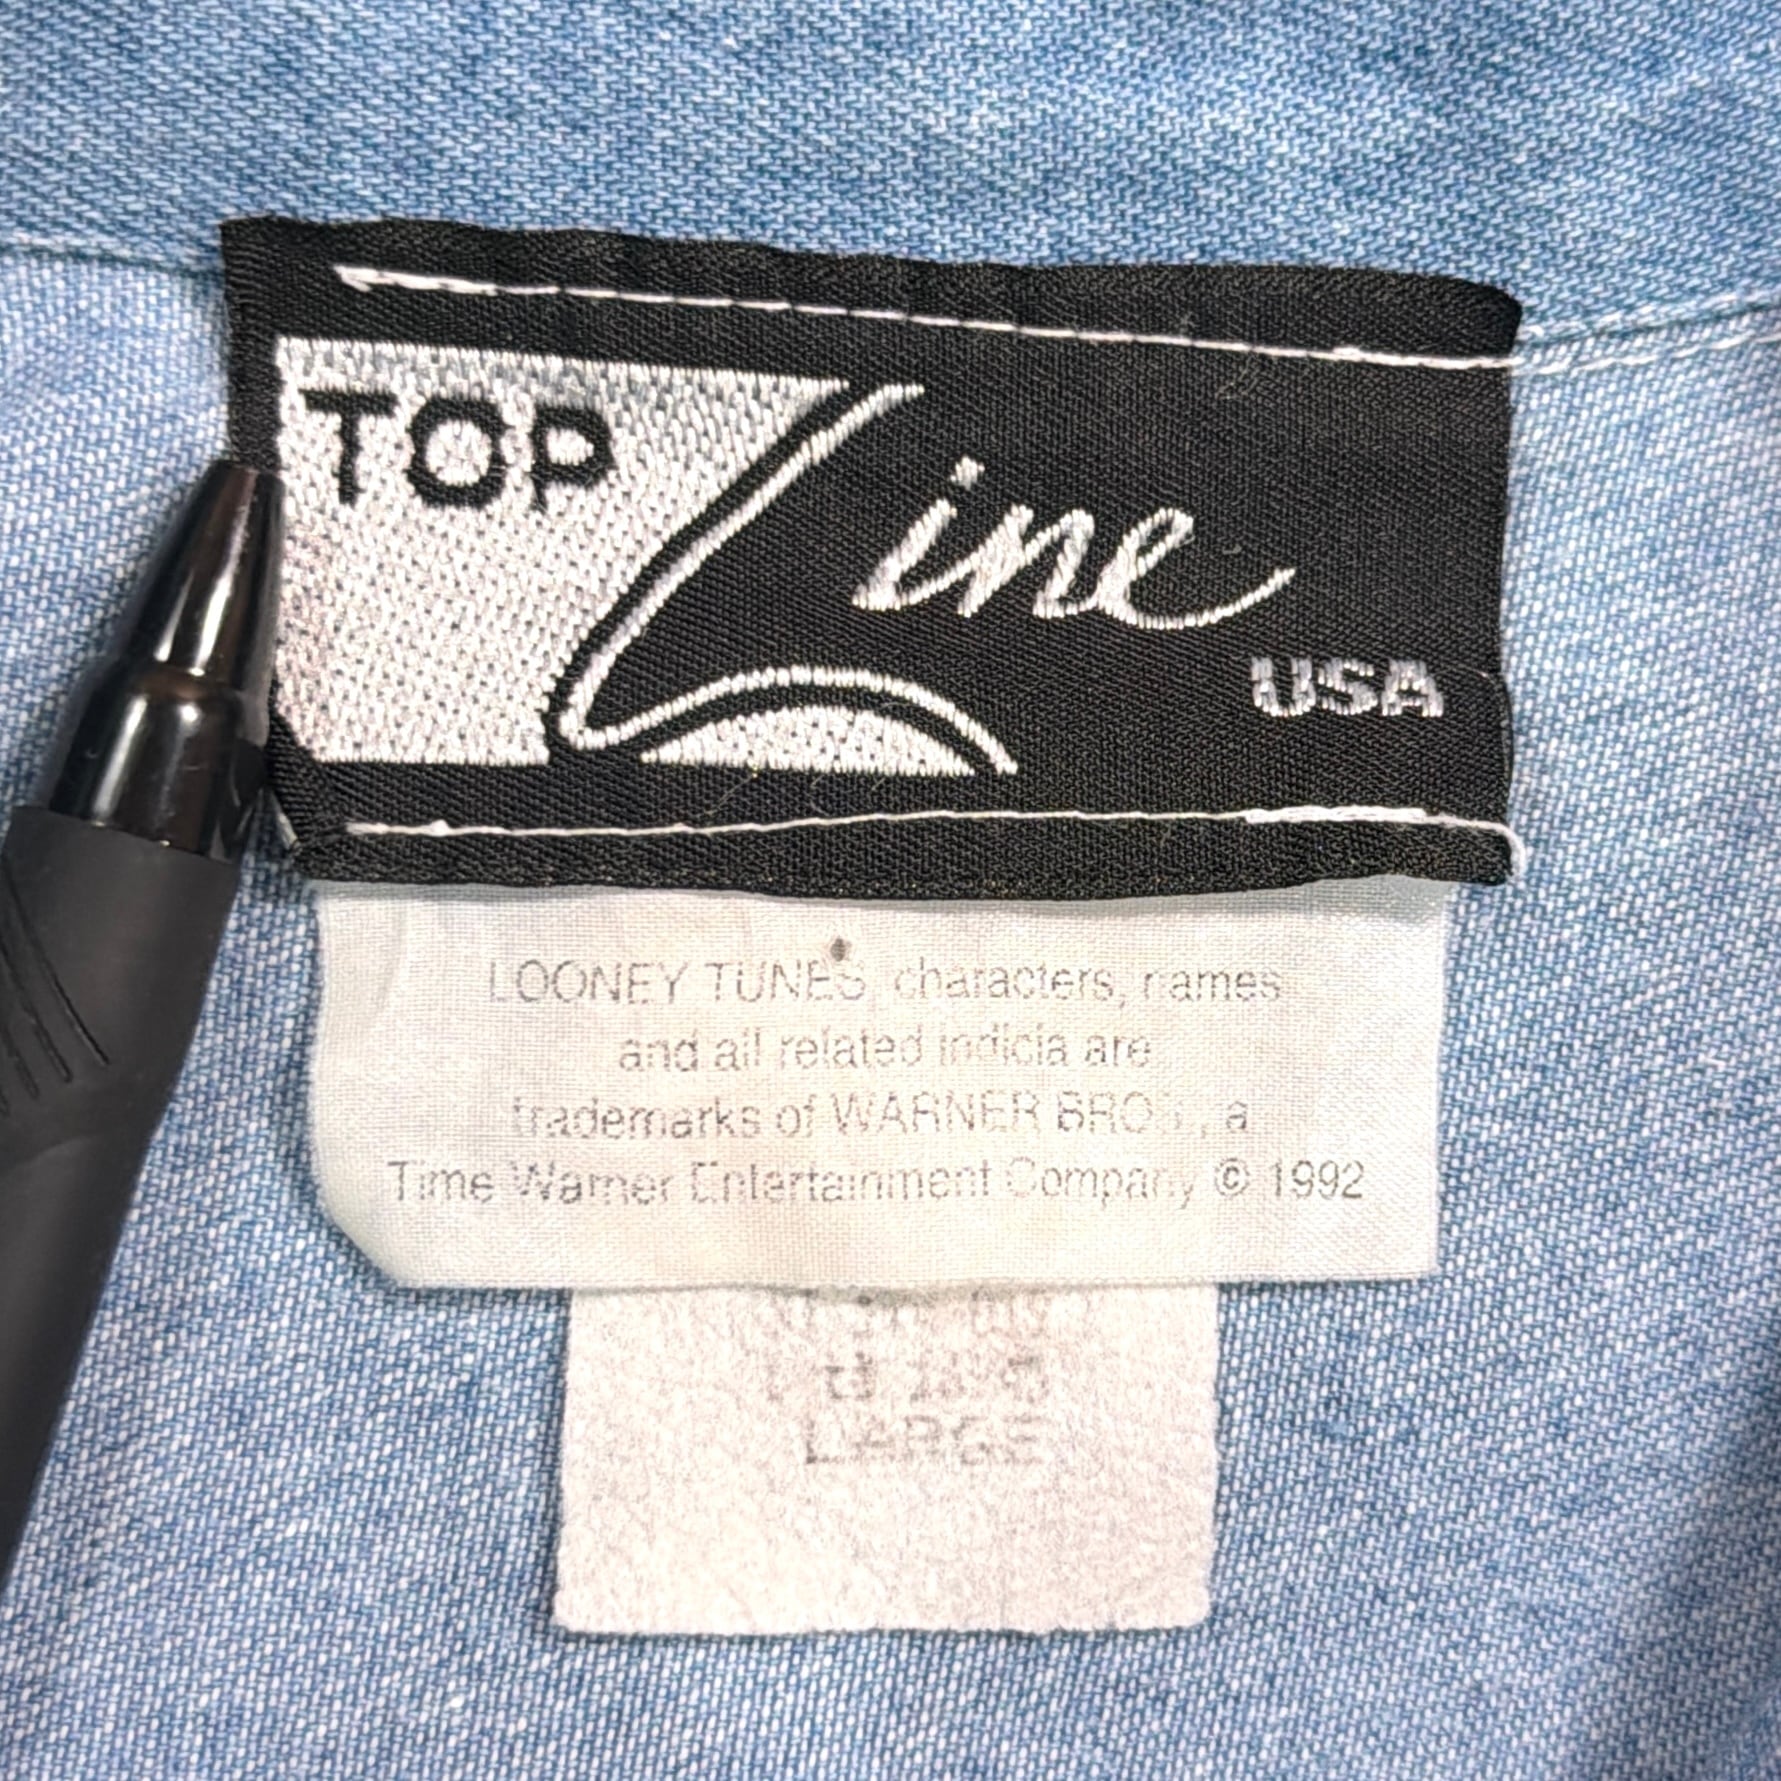 TOP Line
USA
LOONEY TUNES, characters, names
and all related indicia are
trademarks of WARNER BROS., a
Time Warner Entertainment Company © 1992
LARGE